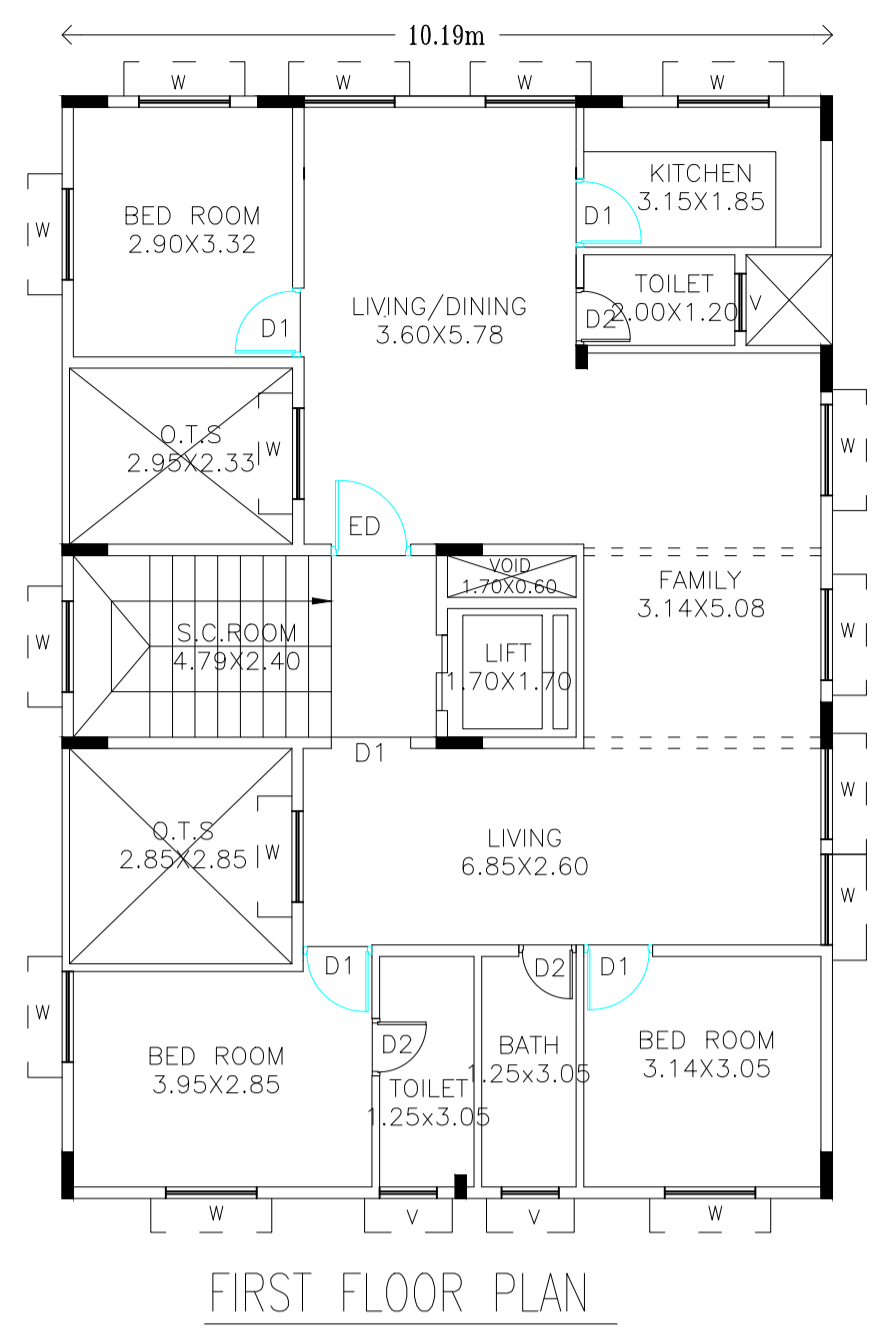 10.19m
W
W
W
W
KITCHEN
3.15X1.85
D1
BED ROOM
2.90X3.32
W
LIVING/DINING
3.60X5.78
TOILET
2.00X1.20
V
D2
D1
O.T.S
2.95X2.33
W
W
ED
VOID
1.70X0.60
FAMILY
3.14X5.08
W
W
S.C.ROOM
4.79X2.40
LIFT
1.70X1.70
D1
W
O.T.S
2.85X2.85
W
LIVING
6.85X2.60
W
D1
D2
D1
W
BED ROOM
3.95X2.85
D2
TOILET
1.25x3.05
BATH
1.25x3.05
BED ROOM
3.14X3.05
W
V
V
W
FIRST FLOOR PLAN